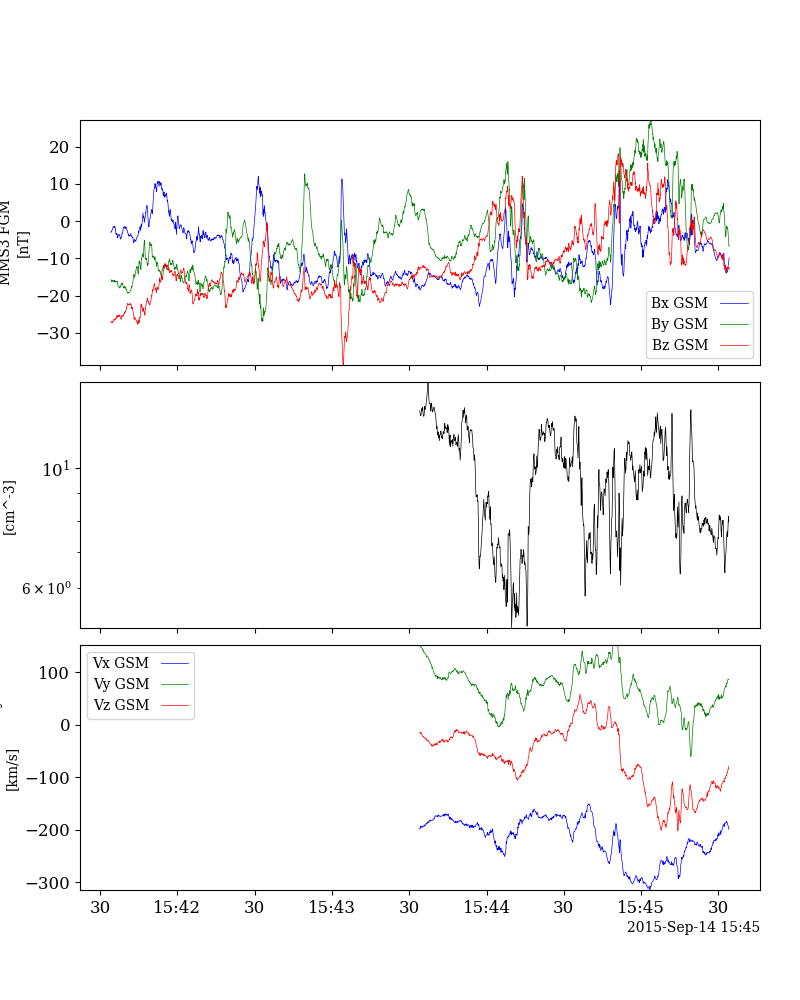 20
10
0
−10
−20
−30
MMS3 FGM
[nT]
Bx GSM
By GSM
Bz GSM
10¹
6 × 10⁰
[cm^-3]
Vx GSM
Vy GSM
Vz GSM
100
0
−100
−200
−300
[km/s]
30 15:42 30 15:43 30 15:44 30 15:45 30
2015-Sep-14 15:45